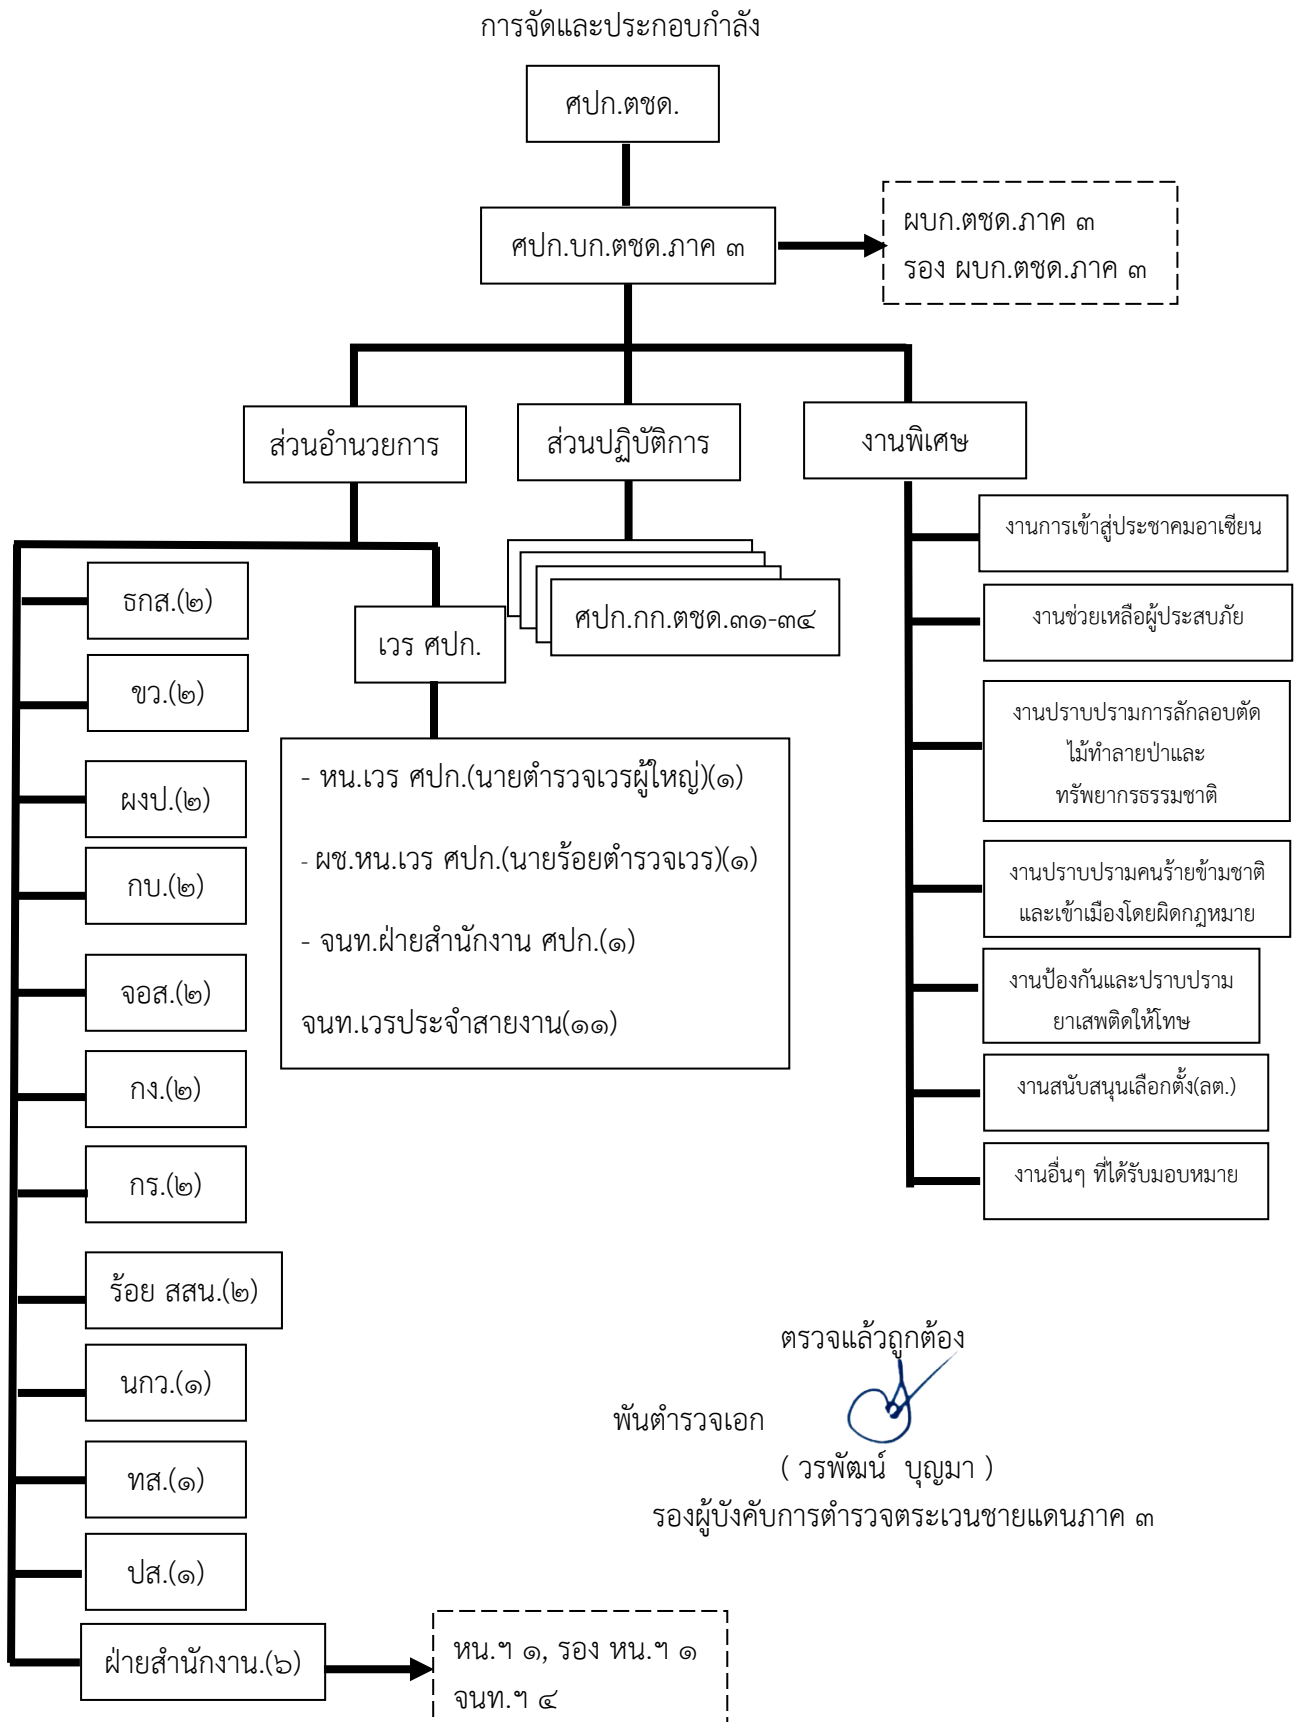 การจัดและประกอบกำลัง
ศปก.ตชด.
ศปก.บก.ตชด.ภาค ๓
ผบก.ตชด.ภาค ๓
รอง ผบก.ตชด.ภาค ๓
ส่วนอำนวยการ
ส่วนปฏิบัติการ
งานพิเศษ
ธกส.(๒)
ขว.(๒)
ผงป.(๒)
กบ.(๒)
จอส.(๒)
กง.(๒)
กร.(๒)
ร้อย สสน.(๒)
นกว.(๑)
ทส.(๑)
ปส.(๑)
ฝ่ายสำนักงาน.(๖)
หน.ฯ ๑, รอง หน.ฯ ๑
จนท.ฯ ๔
เวร ศปก.
- หน.เวร ศปก.(นายตำรวจเวรผู้ใหญ่)(๑)
- ผช.หน.เวร ศปก.(นายร้อยตำรวจเวร)(๑)
- จนท.ฝ่ายสำนักงาน ศปก.(๑)
จนท.เวรประจำสายงาน(๑๑)
ศปก.กก.ตชด.๓๑-๓๔
งานการเข้าสู่ประชาคมอาเซียน
งานช่วยเหลือผู้ประสบภัย
งานปราบปรามการลักลอบตัด
ไม้ทำลายป่าและ
ทรัพยากรธรรมชาติ
งานปราบปรามคนร้ายข้ามชาติ
และเข้าเมืองโดยผิดกฎหมาย
งานป้องกันและปราบปราม
ยาเสพติดให้โทษ
งานสนับสนุนเลือกตั้ง(ลต.)
งานอื่นๆ ที่ได้รับมอบหมาย
ตรวจแล้วถูกต้อง
พันตำรวจเอก
( วรพัฒน์ บุญมา )
รองผู้บังคับการตำรวจตระเวนชายแดนภาค ๓